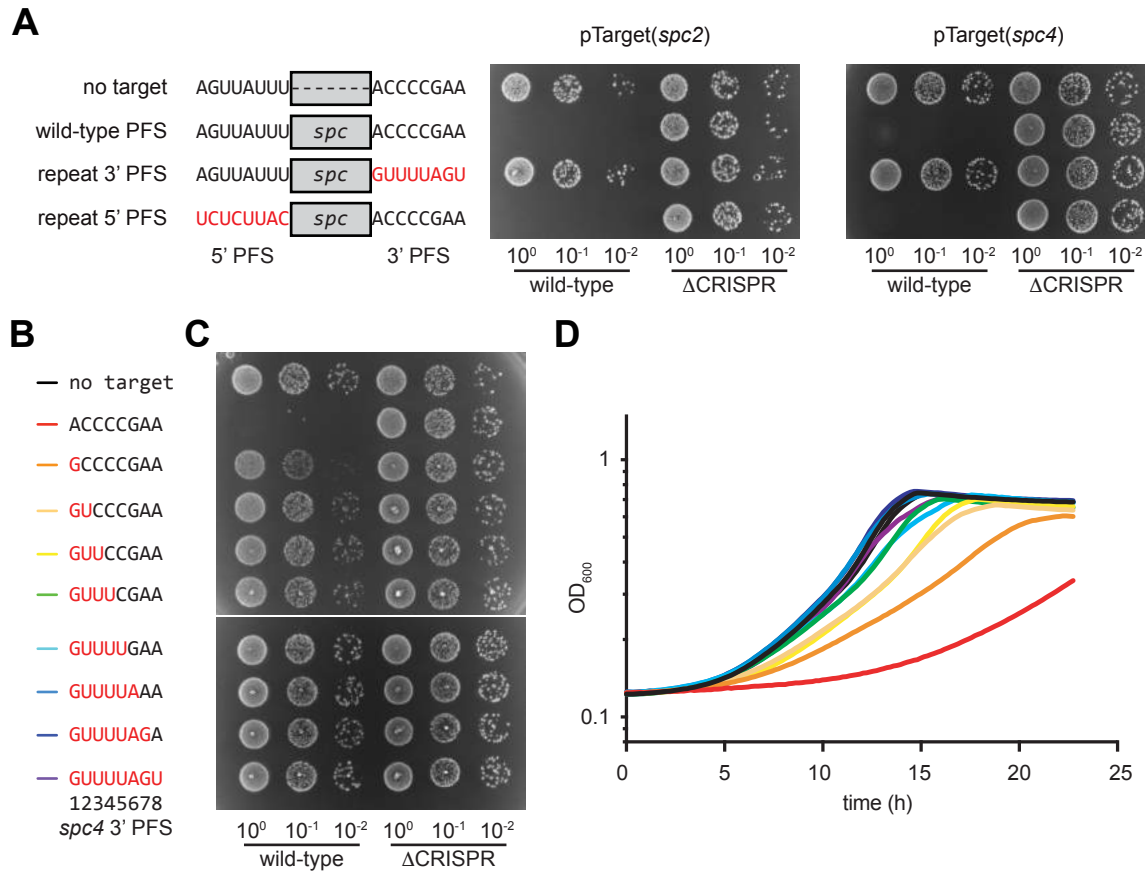 A
pTarget(spc2)
pTarget(spc4)
no target AGUUAUUU ACCCCGAA
wild-type PFS AGUUAUUU spc ACCCCGAA
repeat 3' PFS AGUUAUUU spc GUUUUAGU
repeat 5' PFS UCUCUUAC spc ACCCCGAA
5' PFS 3' PFS
10⁰ 10⁻¹ 10⁻² 10⁰ 10⁻¹ 10⁻²
wild-type ΔCRISPR
10⁰ 10⁻¹ 10⁻² 10⁰ 10⁻¹ 10⁻²
wild-type ΔCRISPR
B
no target
ACCCCGAA
GCCCCGAA
GUCCCGAA
GUUCCGAA
GUUUCGAA
GUUUUGAA
GUUUUAAA
GUUUUAGA
GUUUUAGU
12345678
spc4 3' PFS
C
10⁰ 10⁻¹ 10⁻² 10⁰ 10⁻¹ 10⁻²
wild-type ΔCRISPR
D
OD₆₀₀
1
0.1
0 5 10 15 20 25
time (h)